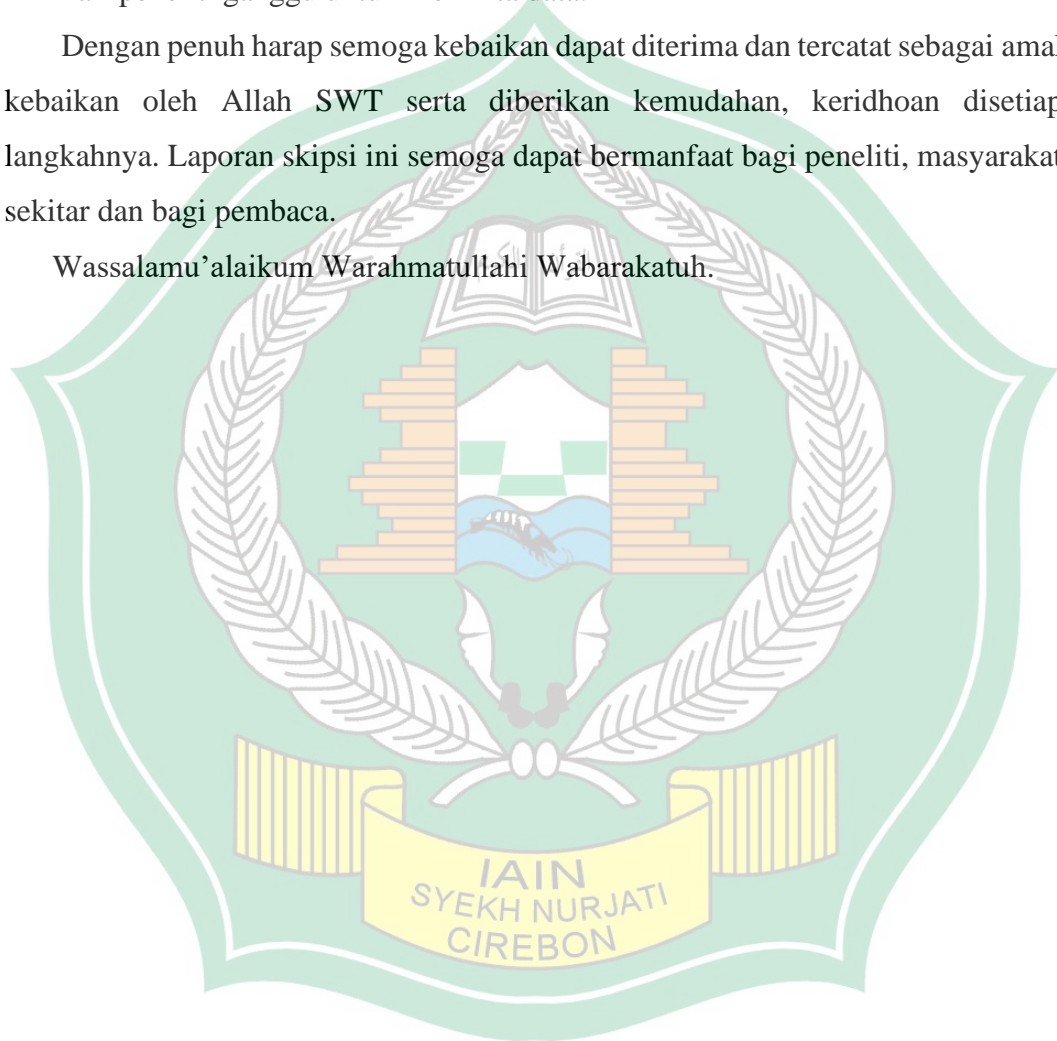 Dengan penuh harap semoga kebaikan dapat diterima dan tercatat sebagai amal
kebaikan oleh Allah SWT serta diberikan kemudahan, keridhoan disetiap
langkahnya. Laporan skipsi ini semoga dapat bermanfaat bagi peneliti, masyarakat
sekitar dan bagi pembaca.
Wassalamu’alaikum Warahmatullahi Wabarakatuh.
IAIN
SYEKH NURJATI
CIREBON